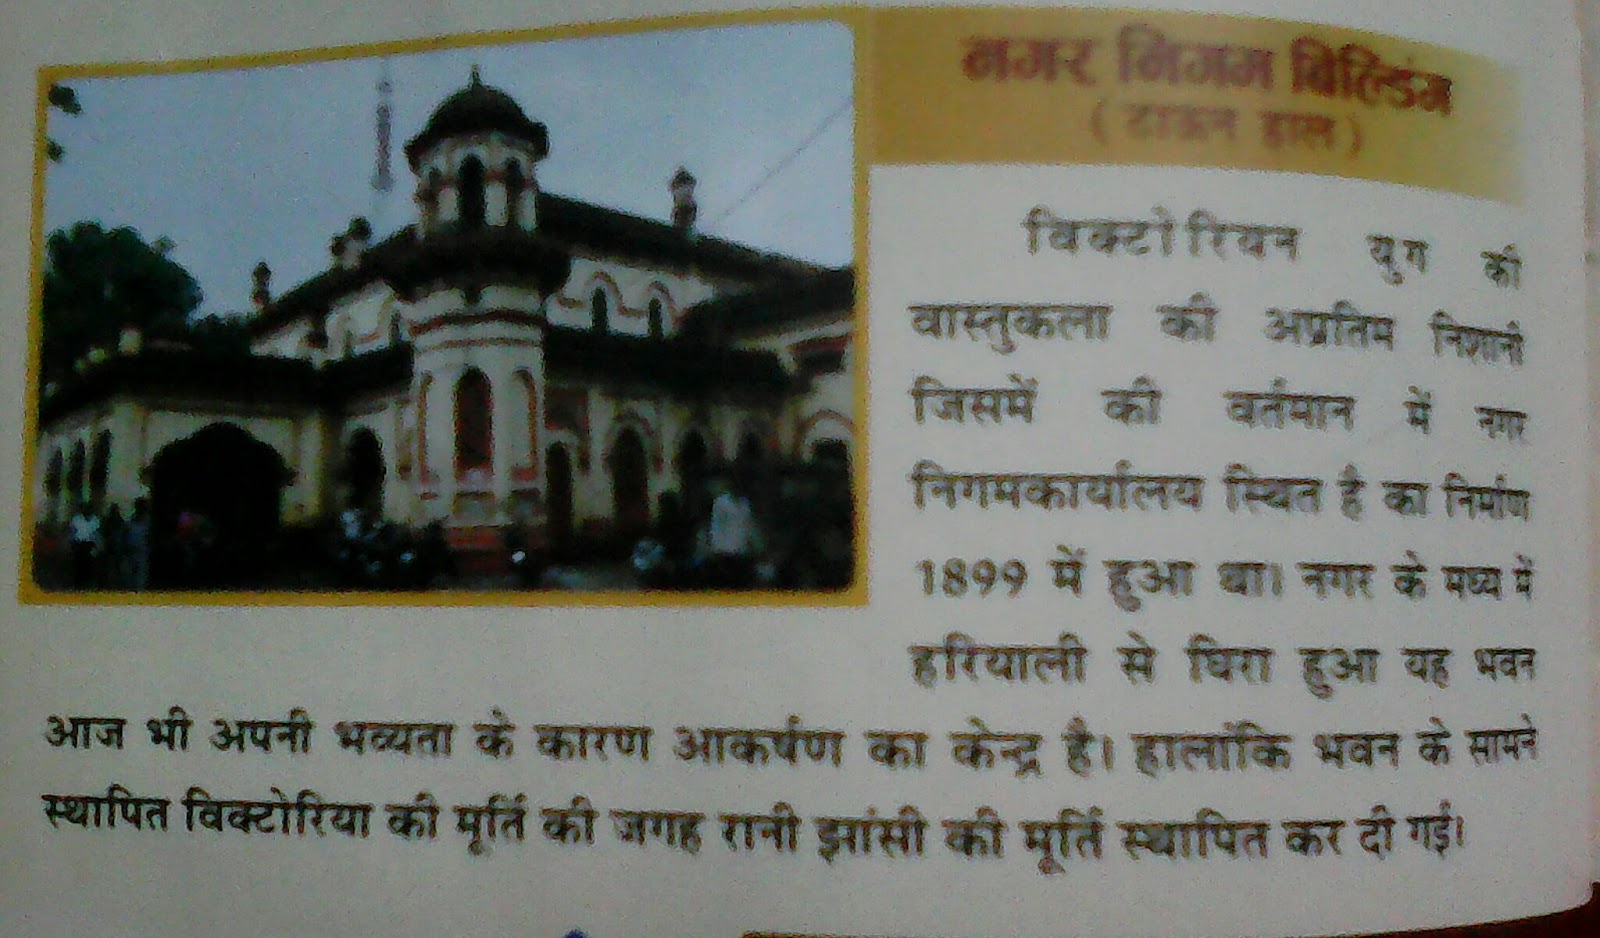 नगर निगम बिल्डिंग
( टाऊन हाल )
विक्टोरियन युग की
वास्तुकला की अप्रतिम निशानी
जिसमें की वर्तमान में नगर
निगमकार्यालय स्थित है का निर्माण
1899 में हुआ था। नगर के मध्य में
हरियाली से घिरा हुआ यह भवन
आज भी अपनी भव्यता के कारण आकर्षण का केन्द्र है। हालांकि भवन के सामने
स्थापित विक्टोरिया की मूर्ति की जगह रानी झांसी की मूर्ति स्थापित कर दी गई।